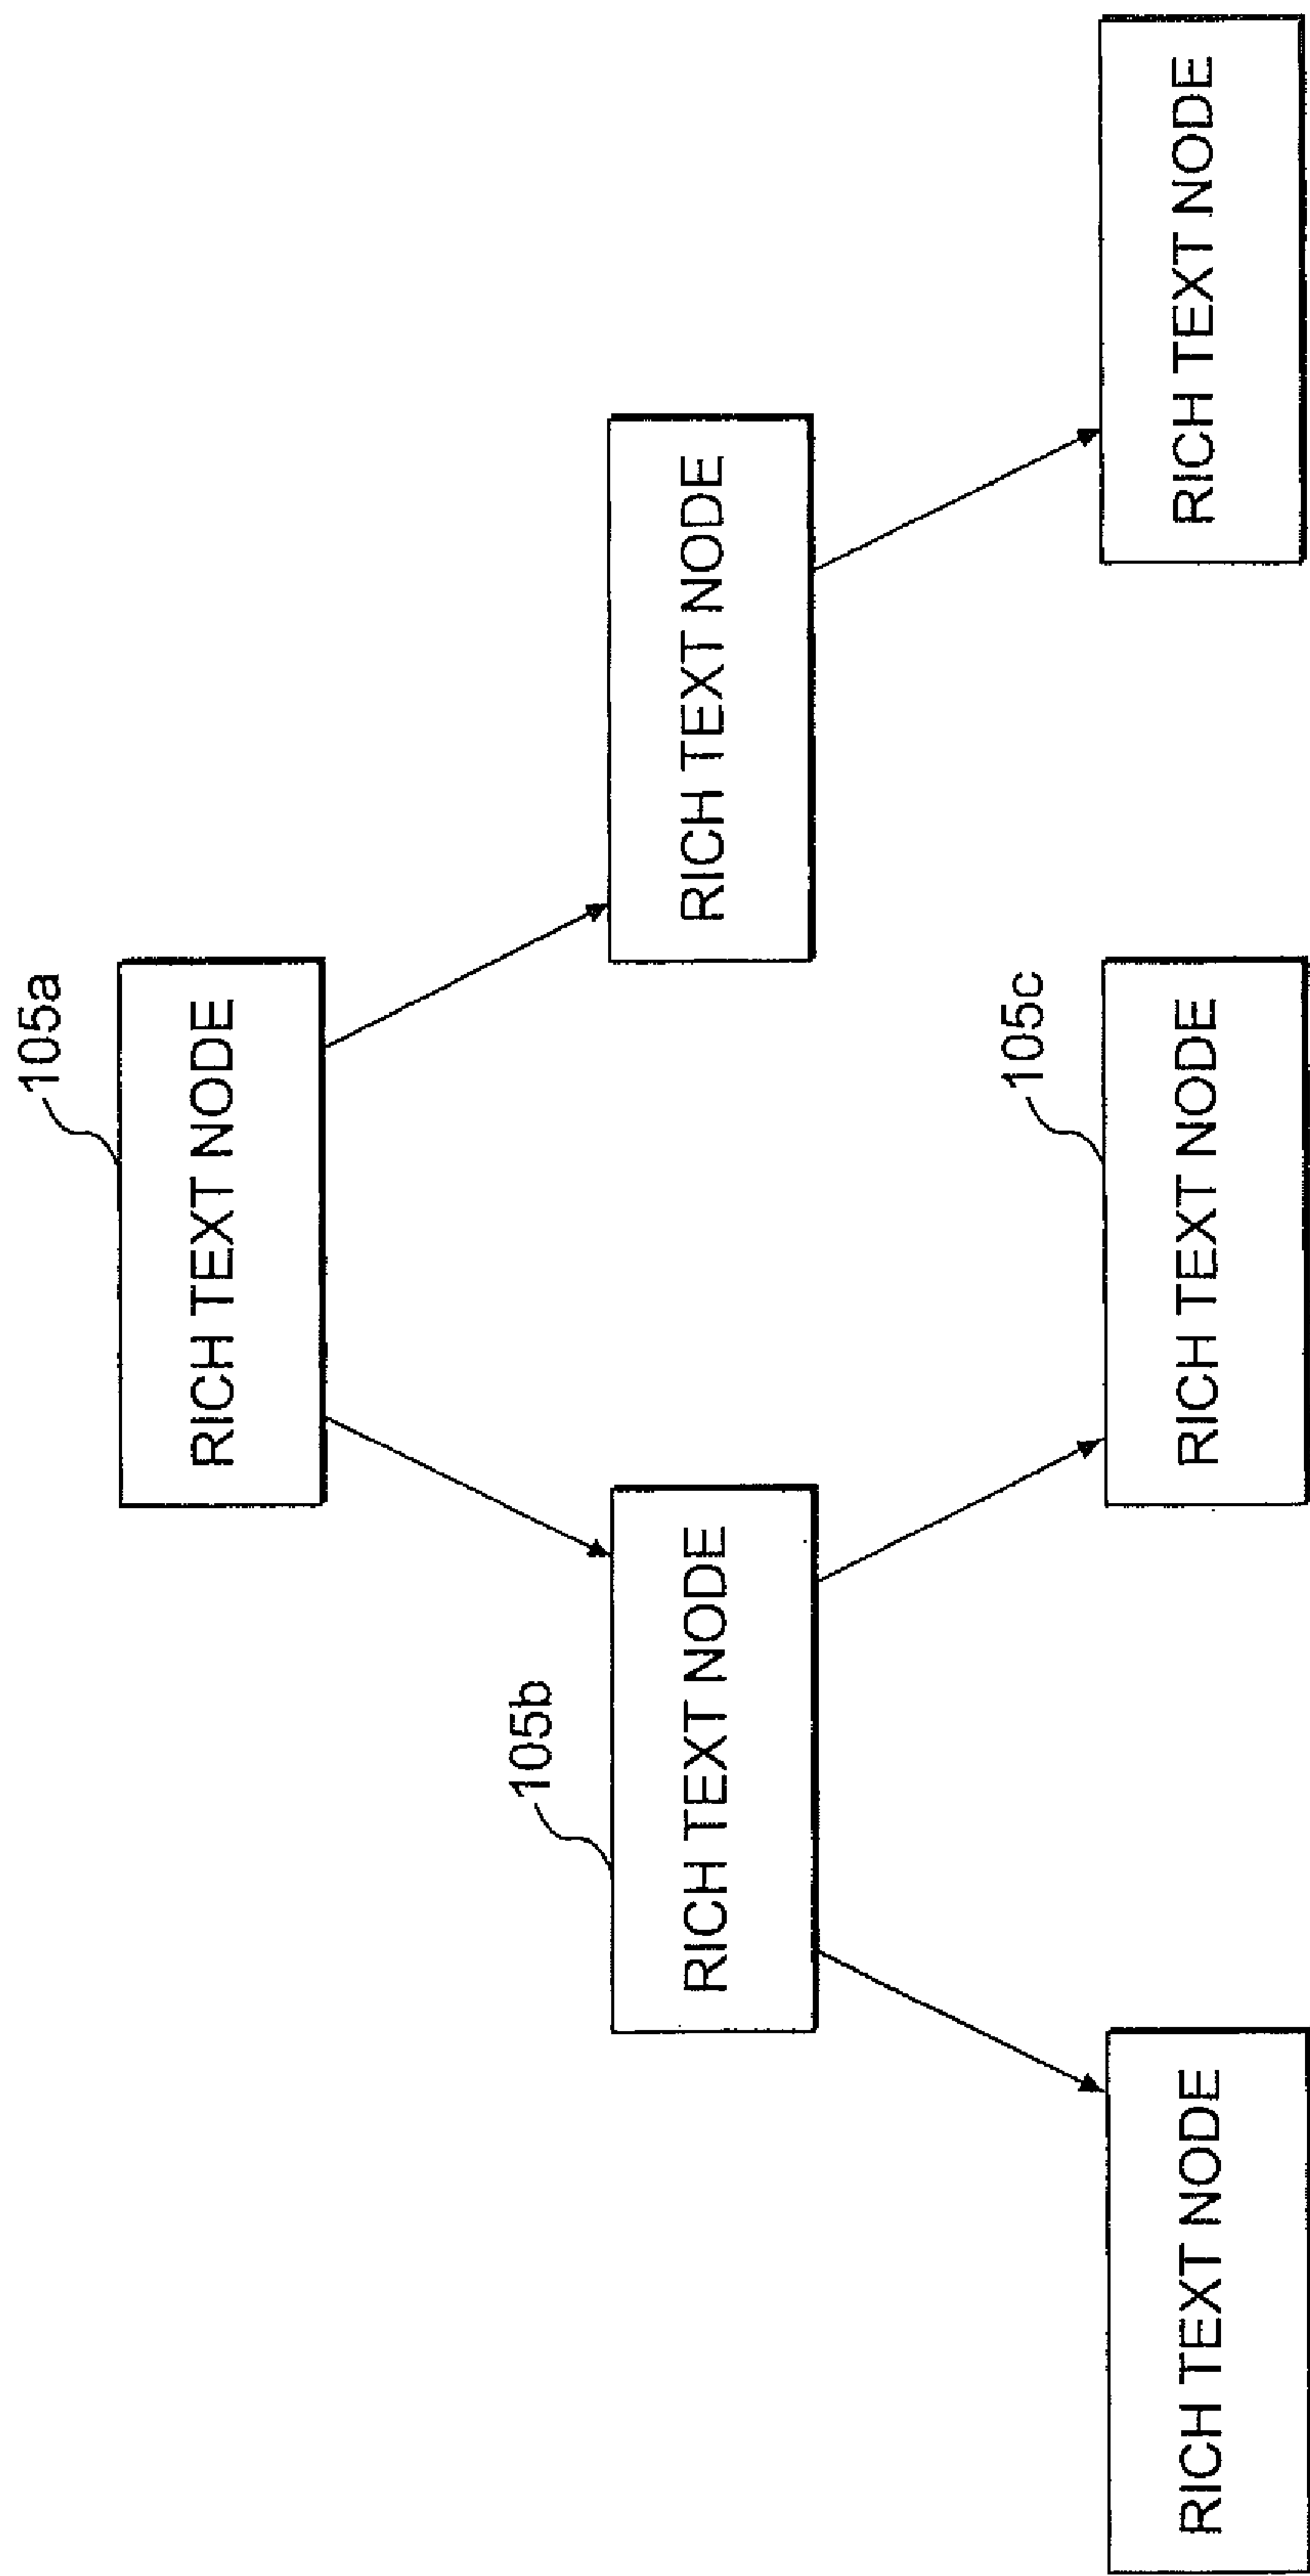 105a
RICH TEXT NODE
105b
RICH TEXT NODE
RICH TEXT NODE
105c
RICH TEXT NODE
RICH TEXT NODE
RICH TEXT NODE